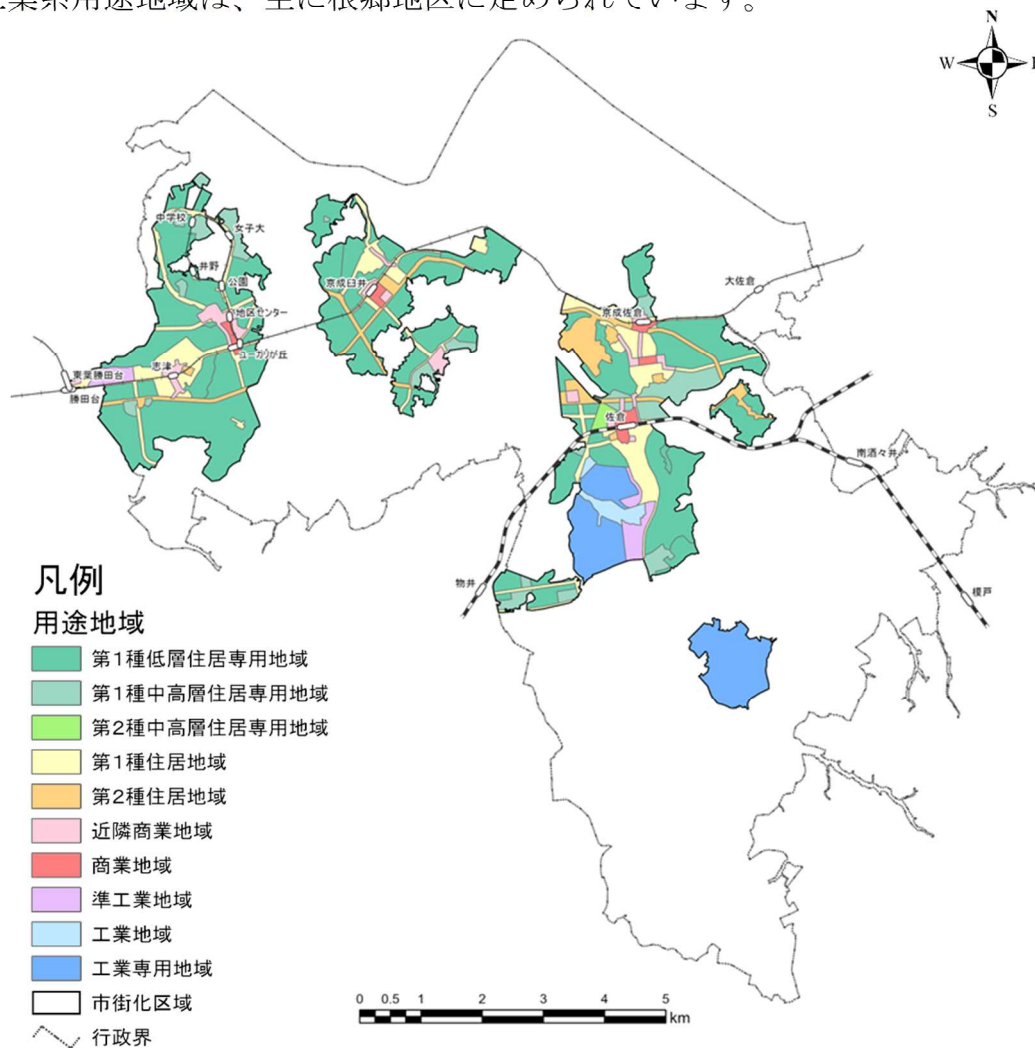 工業系用途地域は、主に根郷地区に定められています。
N
W
E
S
中学校
女子大
井野
公園
地区センター
ユーカリが丘
志津
東葉勝田台
勝田台
京成臼井
京成佐倉
大佐倉
佐倉
南酒々井
物井
榎戸
凡例
用途地域
第1種低層住居専用地域
第1種中高層住居専用地域
第2種中高層住居専用地域
第1種住居地域
第2種住居地域
近隣商業地域
商業地域
準工業地域
工業地域
工業専用地域
市街化区域
行政界
0 0.5 1 2 3 4 5
km